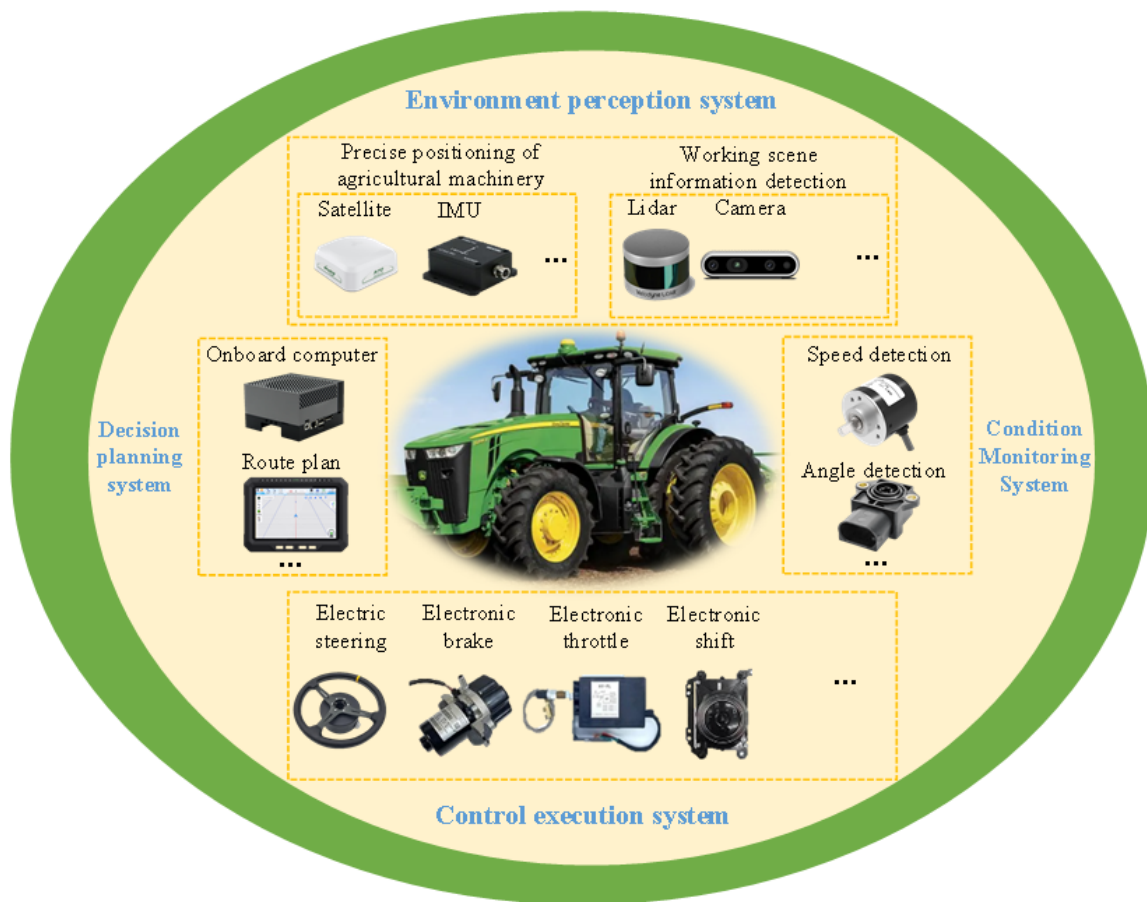 Environment perception system
Precise positioning of
agricultural machinery
Working scene
information detection
Satellite
IMU
Lidar
Camera
...
...
Velodyne LiDAR
Onboard computer
Route plan
...
Decision
planning
system
Speed detection
Angle detection
...
Condition
Monitoring
System
Electric
steering
Electronic
brake
Electronic
throttle
Electronic
shift
...
Control execution system